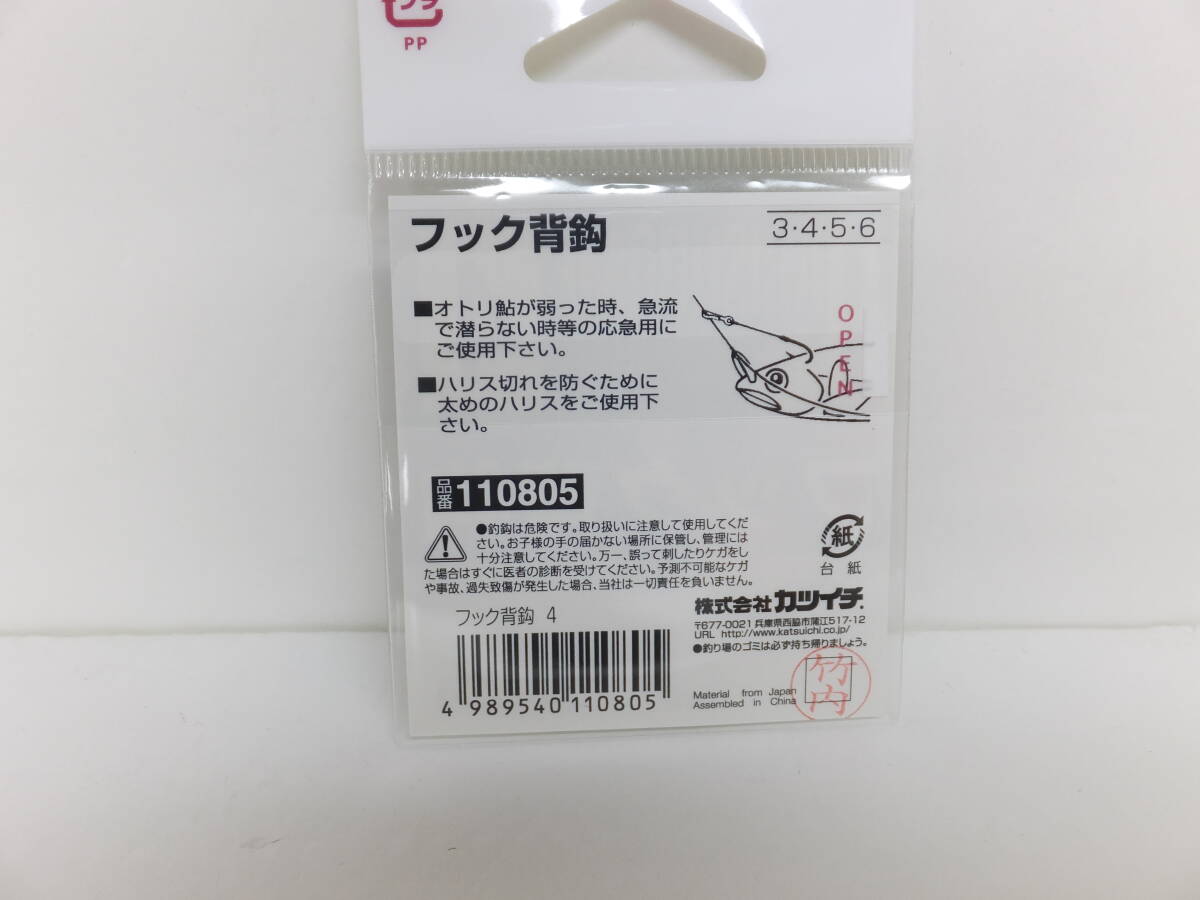 プラ
PP
フック背鈎
3・4・5・6
■オトリ鮎が弱った時、急流
で潜らない時等の応急用に
ご使用下さい。
■ハリス切れを防ぐために
太めのハリスをご使用下
さい。
OPEN
品番 110805
●釣鈎は危険です。取り扱いに注意して使用してくだ
さい。お子様の手の届かない場所に保管し、管理には
十分注意してください。万一、誤って刺したりケガをし
た場合はすぐに医者の診断を受けてください。予測不可能なケガ
や事故、過失致傷が発生した場合、当社は一切責任を負いません。
紙
台紙
株式会社カツイチ.
〒677-0021 兵庫県西脇市蒲江517-12
URL http://www.katsuichi.co.jp/
●釣り場のゴミは必ず持ち帰りましょう。
フック背鈎 4
4 989540 110805
Material from Japan
Assembled in China
竹内